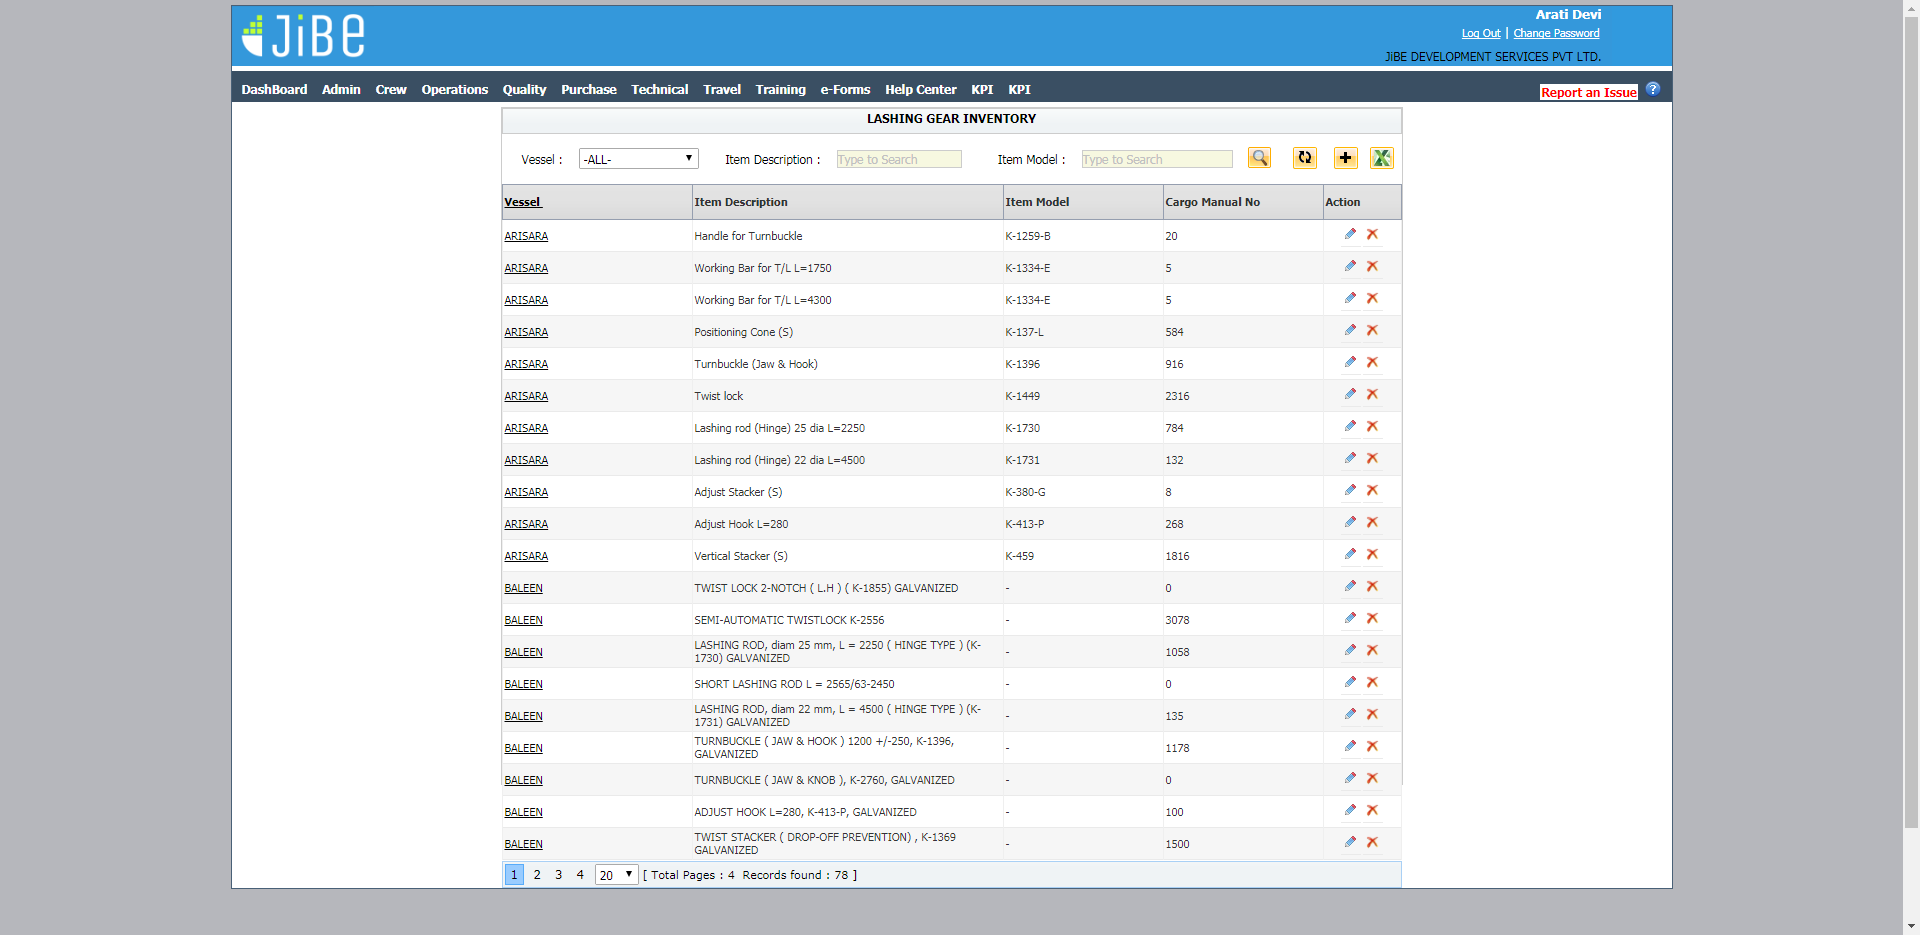 JiBE
Arati Devi
Log Out | Change Password
JiBE DEVELOPMENT SERVICES PVT LTD.
DashBoard Admin Crew Operations Quality Purchase Technical Travel Training e-Forms Help Center KPI KPI
Report an Issue ?
LASHING GEAR INVENTORY
Vessel : -ALL- Item Description : Type to Search Item Model : Type to Search
Vessel Item Description Item Model Cargo Manual No Action
ARISARA Handle for Turnbuckle K-1259-B 20
ARISARA Working Bar for T/L L=1750 K-1334-E 5
ARISARA Working Bar for T/L L=4300 K-1334-E 5
ARISARA Positioning Cone (S) K-137-L 584
ARISARA Turnbuckle (Jaw & Hook) K-1396 916
ARISARA Twist lock K-1449 2316
ARISARA Lashing rod (Hinge) 25 dia L=2250 K-1730 784
ARISARA Lashing rod (Hinge) 22 dia L=4500 K-1731 132
ARISARA Adjust Stacker (S) K-380-G 8
ARISARA Adjust Hook L=280 K-413-P 268
ARISARA Vertical Stacker (S) K-459 1816
BALEEN TWIST LOCK 2-NOTCH ( L.H ) ( K-1855) GALVANIZED - 0
BALEEN SEMI-AUTOMATIC TWISTLOCK K-2556 - 3078
LASHING ROD, diam 25 mm, L = 2250 ( HINGE TYPE ) (K-
BALEEN 1730) GALVANIZED - 1058
BALEEN SHORT LASHING ROD L = 2565/63-2450 - 0
LASHING ROD, diam 22 mm, L = 4500 ( HINGE TYPE ) (K-
BALEEN 1731) GALVANIZED - 135
TURNBUCKLE ( JAW & HOOK ) 1200 +/-250, K-1396,
BALEEN GALVANIZED - 1178
BALEEN TURNBUCKLE ( JAW & KNOB ), K-2760, GALVANIZED - 0
BALEEN ADJUST HOOK L=280, K-413-P, GALVANIZED - 100
TWIST STACKER ( DROP-OFF PREVENTION) , K-1369
BALEEN GALVANIZED - 1500
1 2 3 4 20 [ Total Pages : 4 Records found : 78 ]